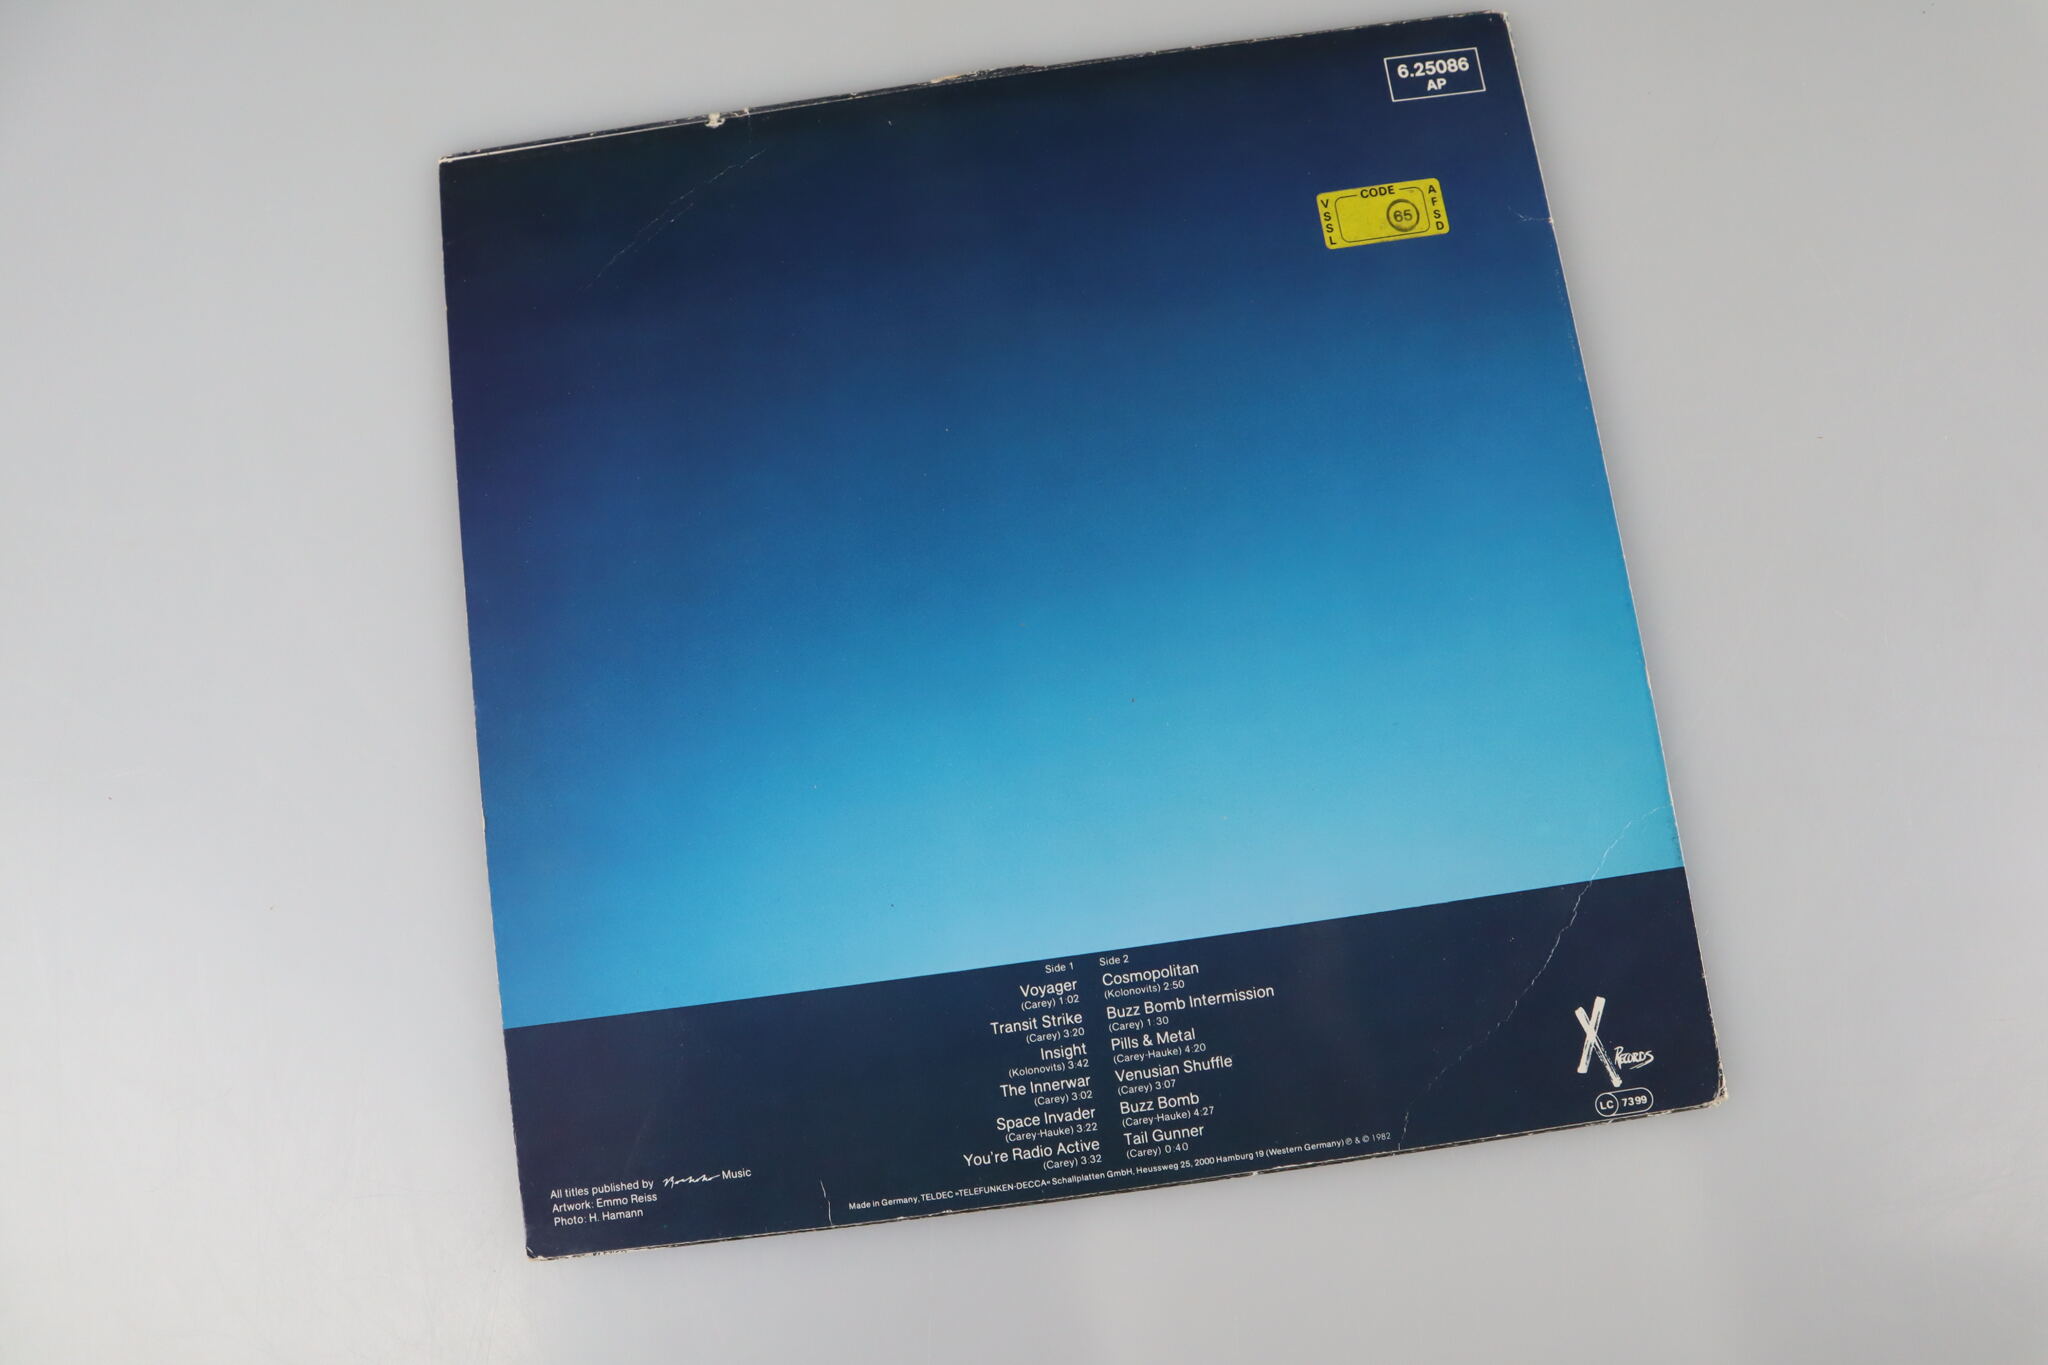 6.25086
AP
CODE
VSSL
65
AFSD
Side 1
Voyager
(Carey) 1:02
Transit Strike
(Carey) 3:20
Insight
(Kolonovits) 3:42
The Innerwar
(Carey) 3:02
Space Invader
(Carey-Hauke) 3:22
You're Radio Active
(Carey) 3:32
Side 2
Cosmopolitan
(Kolonovits) 2:50
Buzz Bomb Intermission
(Carey) 1:30
Pills & Metal
(Carey-Hauke) 4:20
Venusian Shuffle
(Carey) 3:07
Buzz Bomb
(Carey-Hauke) 4:27
Tail Gunner
(Carey) 0:40
X RECORDS
LC 7399
All titles published by Music
Artwork: Emmo Reiss
Photo: H. Hamann
Made in Germany, TELDEC »TELEFUNKEN-DECCA« Schallplatten GmbH, Heussweg 25, 2000 Hamburg 19 (Western Germany) ℗ & © 1982